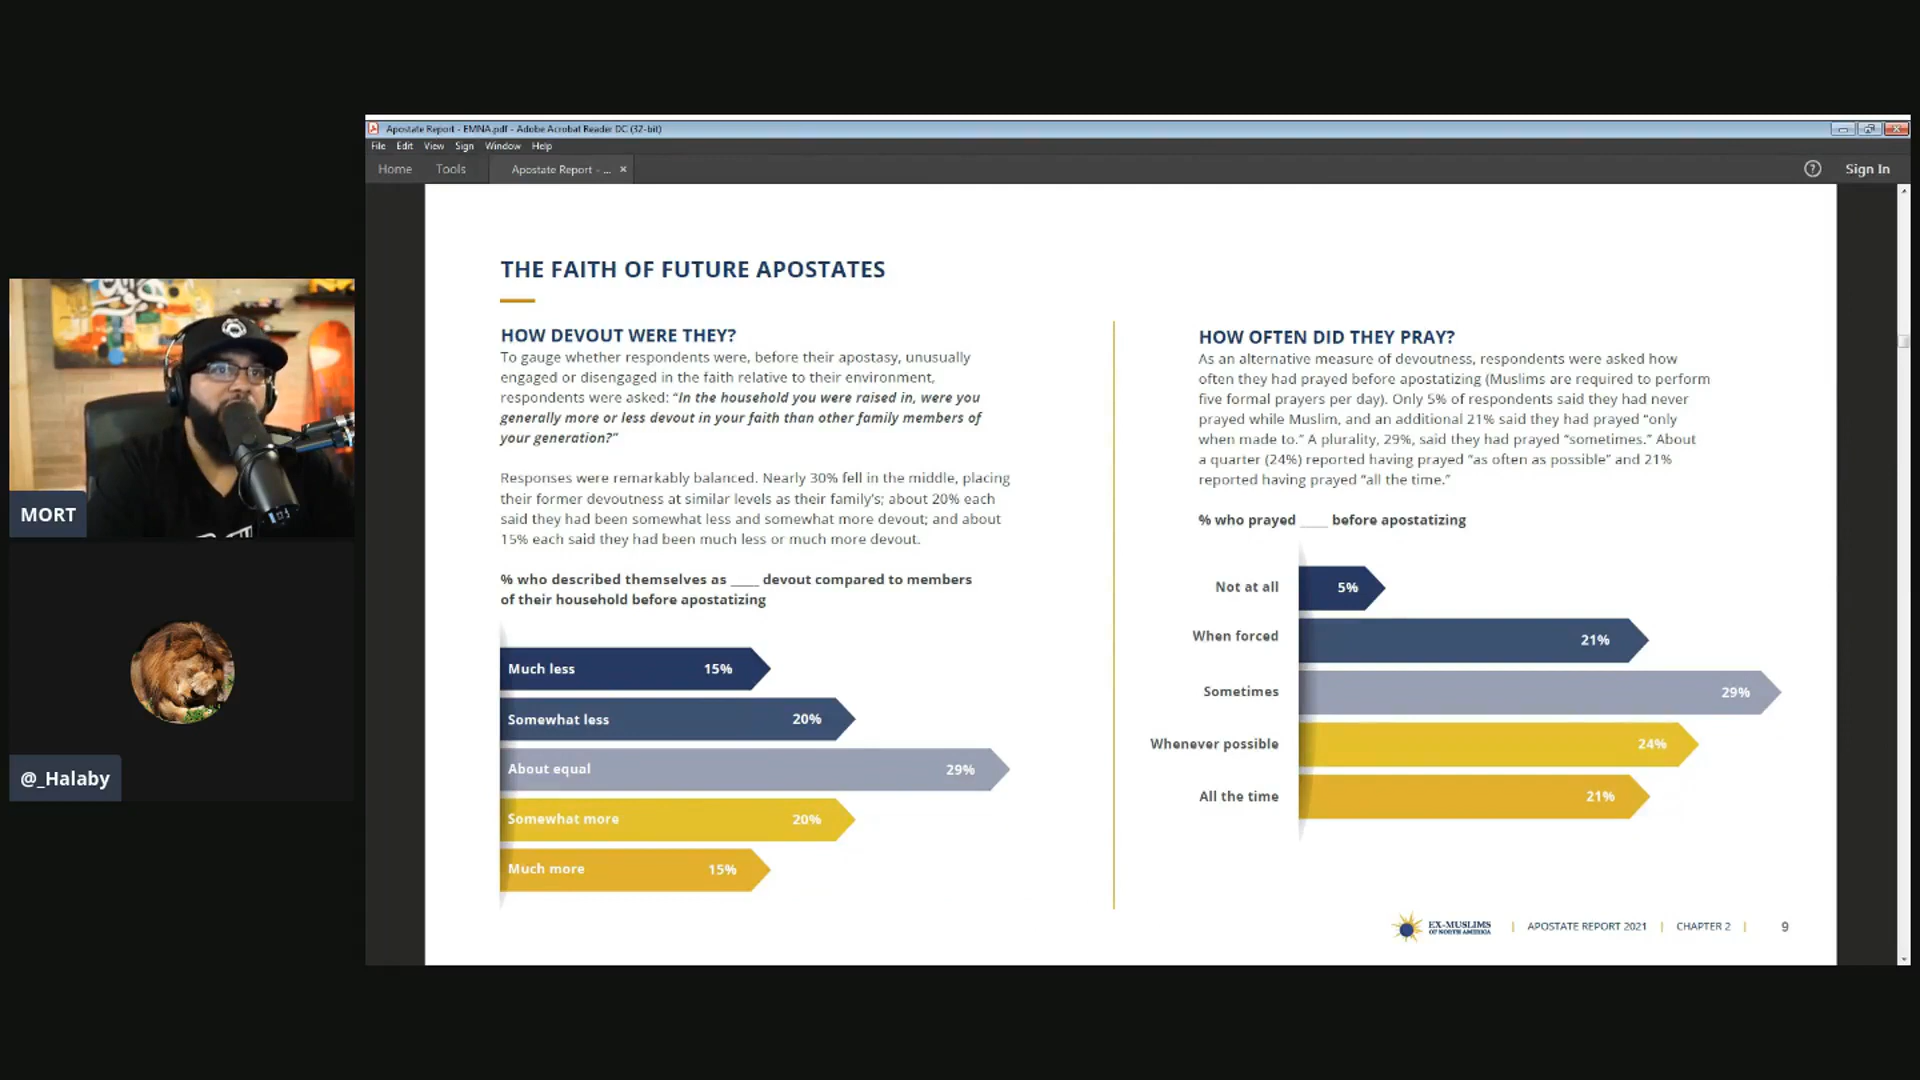 Apostate Report - EMNA.pdf - Adobe Acrobat Reader DC (32-bit)
File Edit View Sign Window Help
Home Tools Apostate Report - ... × ? Sign In
THE FAITH OF FUTURE APOSTATES
HOW DEVOUT WERE THEY?
To gauge whether respondents were, before their apostasy, unusually
engaged or disengaged in the faith relative to their environment,
respondents were asked: “In the household you were raised in, were you
generally more or less devout in your faith than other family members of
your generation?”
Responses were remarkably balanced. Nearly 30% fell in the middle, placing
their former devoutness at similar levels as their family’s; about 20% each
said they had been somewhat less and somewhat more devout; and about
15% each said they had been much less or much more devout.
% who described themselves as ____ devout compared to members
of their household before apostatizing
Much less 15%
Somewhat less 20%
About equal 29%
Somewhat more 20%
Much more 15%
HOW OFTEN DID THEY PRAY?
As an alternative measure of devoutness, respondents were asked how
often they had prayed before apostatizing (Muslims are required to perform
five formal prayers per day). Only 5% of respondents said they had never
prayed while Muslim, and an additional 21% said they had prayed “only
when made to.” A plurality, 29%, said they had prayed “sometimes.” About
a quarter (24%) reported having prayed “as often as possible” and 21%
reported having prayed “all the time.”
% who prayed ____ before apostatizing
Not at all 5%
When forced 21%
Sometimes 29%
Whenever possible 24%
All the time 21%
EX-MUSLIMS
OF NORTH AMERICA
| APOSTATE REPORT 2021 | CHAPTER 2 | 9
MORT
@_Halaby